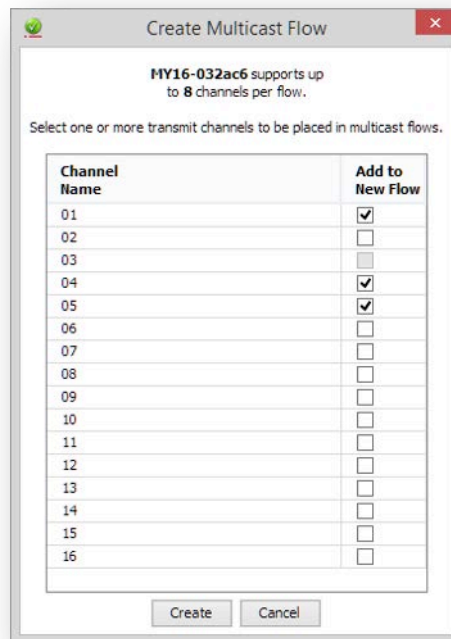 Create Multicast Flow
MY16-032ac6 supports up
to 8 channels per flow.
Select one or more transmit channels to be placed in multicast flows.
Channel Name
Add to New Flow
01
02
03
04
05
06
07
08
09
10
11
12
13
14
15
16
Create Cancel